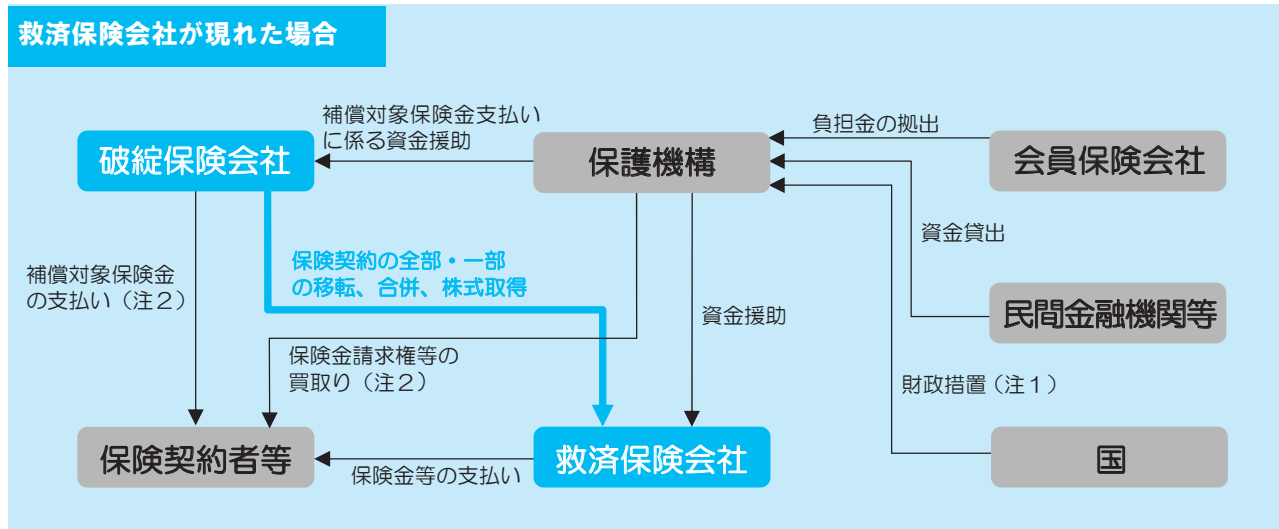 救済保険会社が現れた場合
補償対象保険金支払い
に係る資金援助
負担金の拠出
破綻保険会社
保護機構
会員保険会社
資金貸出
保険契約の全部・一部
の移転、合併、株式取得
補償対象保険金
の支払い(注2)
資金援助
民間金融機関等
保険金請求権等の
買取り(注2)
財政措置(注1)
保険契約者等
保険金等の支払い
救済保険会社
国